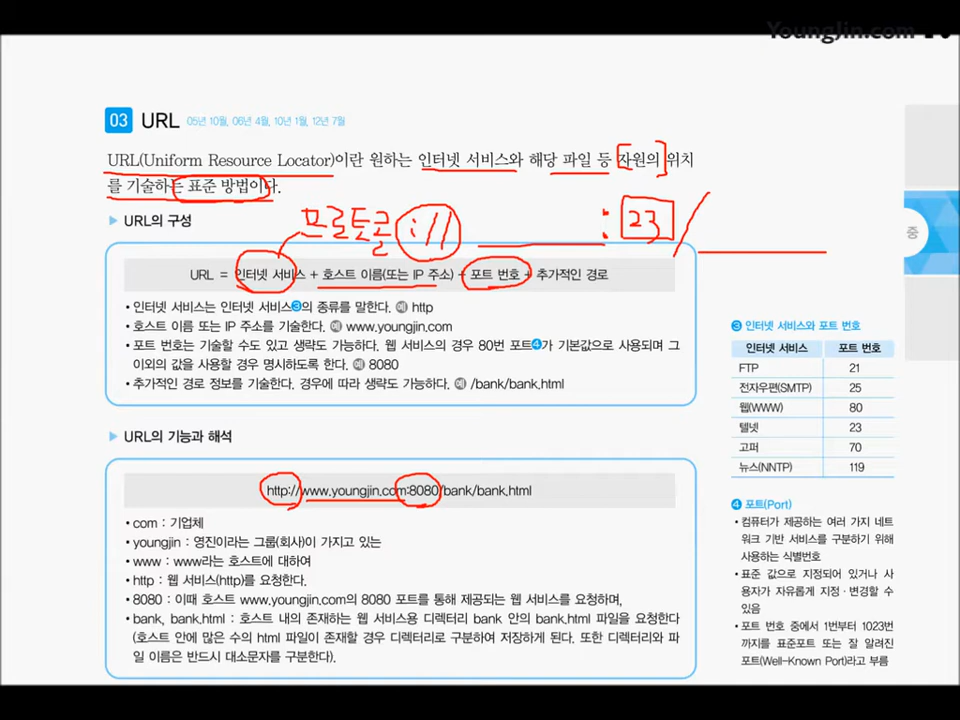 YoungJin.com
03 URL 05년 10월, 06년 4월, 10년 1월, 12년 7월
URL(Uniform Resource Locator)이란 원하는 인터넷 서비스와 해당 파일 등 자원의 위치
를 기술하는 표준 방법이다.
▶ URL의 구성
프로토콜 :// : 23 /
URL = 인터넷 서비스 + 호스트 이름(또는 IP 주소) + 포트 번호 + 추가적인 경로
• 인터넷 서비스는 인터넷 서비스❸의 종류를 말한다. 예 http
• 호스트 이름 또는 IP 주소를 기술한다. 예 www.youngjin.com
• 포트 번호는 기술할 수도 있고 생략도 가능하다. 웹 서비스의 경우 80번 포트❹가 기본값으로 사용되며 그
이외의 값을 사용할 경우 명시하도록 한다. 예 8080
• 추가적인 경로 정보를 기술한다. 경우에 따라 생략도 가능하다. 예 /bank/bank.html
▶ URL의 기능과 해석
http://www.youngjin.com:8080/bank/bank.html
• com : 기업체
• youngjin : 영진이라는 그룹(회사)이 가지고 있는
• www : www라는 호스트에 대하여
• http : 웹 서비스(http)를 요청한다.
• 8080 : 이때 호스트 www.youngjin.com의 8080 포트를 통해 제공되는 웹 서비스를 요청하며,
• bank, bank.html : 호스트 내의 존재하는 웹 서비스용 디렉터리 bank 안의 bank.html 파일을 요청한다
(호스트 안에 많은 수의 html 파일이 존재할 경우 디렉터리로 구분하여 저장하게 된다. 또한 디렉터리와 파
일 이름은 반드시 대소문자를 구분한다).
중
❸ 인터넷 서비스와 포트 번호
인터넷 서비스 포트 번호
FTP 21
전자우편(SMTP) 25
웹(WWW) 80
텔넷 23
고퍼 70
뉴스(NNTP) 119
❹ 포트(Port)
• 컴퓨터가 제공하는 여러 가지 네트
워크 기반 서비스를 구분하기 위해
사용하는 식별번호
• 표준 값으로 지정되어 있거나 사
용자가 자유롭게 지정·변경할 수
있음
• 포트 번호 중에서 1번부터 1023번
까지를 표준포트 또는 잘 알려진
포트(Well-Known Port)라고 부름